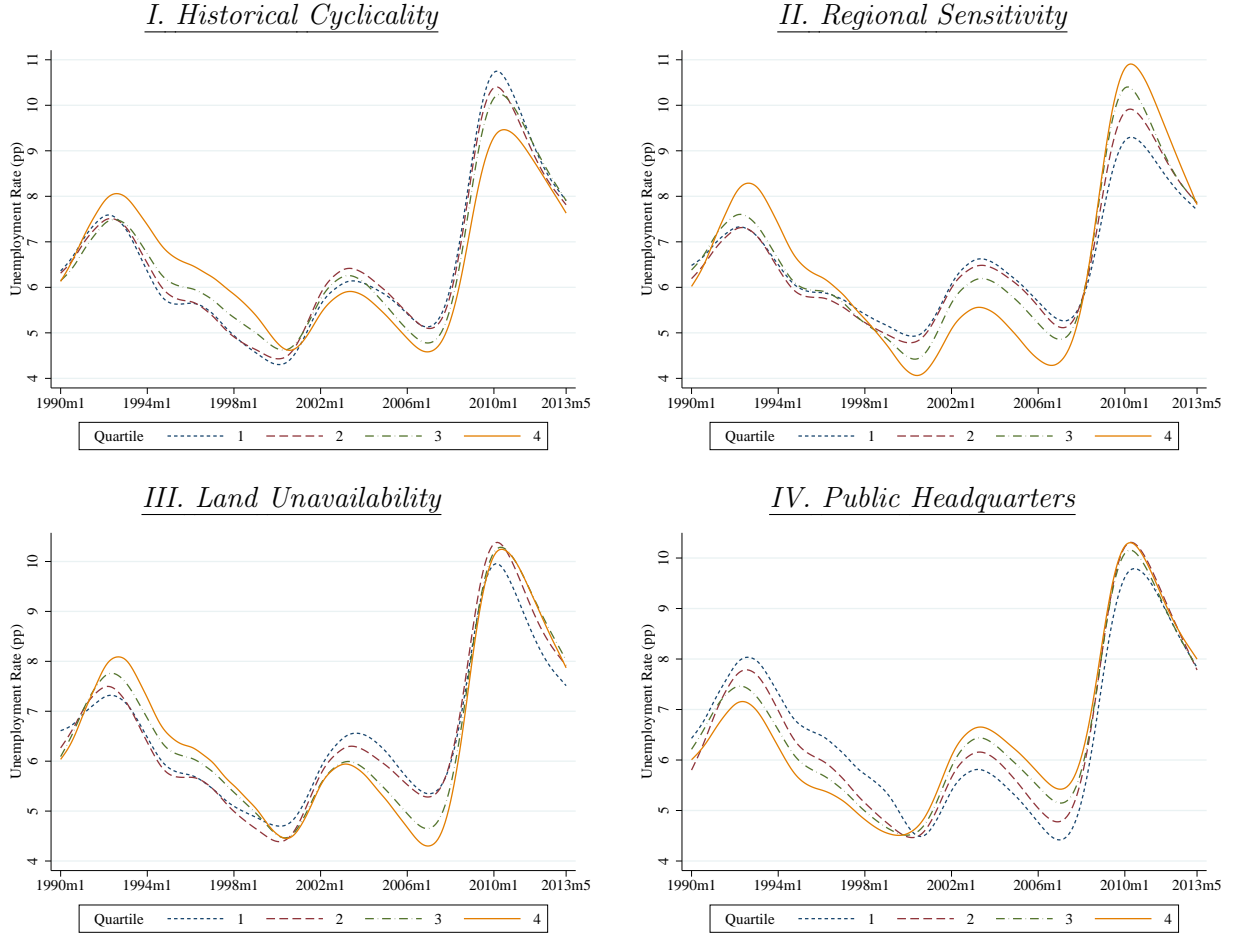 I. Historical Cyclicality
Unemployment Rate (pp)
11
10
9
8
7
6
5
4
1990m1 1994m1 1998m1 2002m1 2006m1 2010m1 2013m5
Quartile 1 2 3 4
II. Regional Sensitivity
Unemployment Rate (pp)
11
10
9
8
7
6
5
4
1990m1 1994m1 1998m1 2002m1 2006m1 2010m1 2013m5
Quartile 1 2 3 4
III. Land Unavailability
Unemployment Rate (pp)
10
9
8
7
6
5
4
1990m1 1994m1 1998m1 2002m1 2006m1 2010m1 2013m5
Quartile 1 2 3 4
IV. Public Headquarters
Unemployment Rate (pp)
10
9
8
7
6
5
4
1990m1 1994m1 1998m1 2002m1 2006m1 2010m1 2013m5
Quartile 1 2 3 4